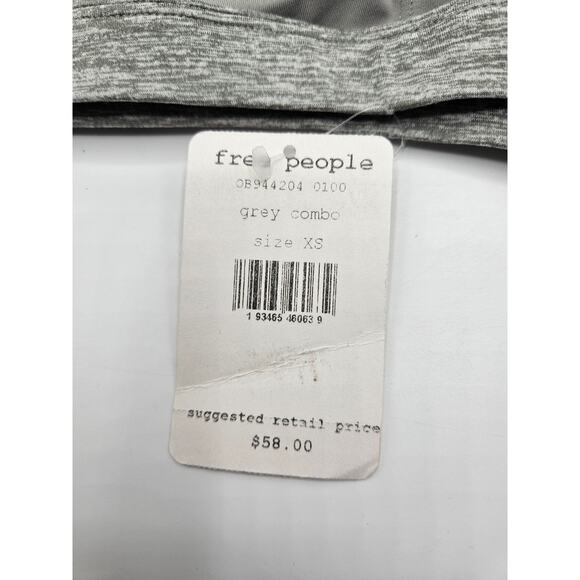 free people
OB944204 0100
grey combo
size XS
1 93465 46063 9
suggested retail price
$58.00